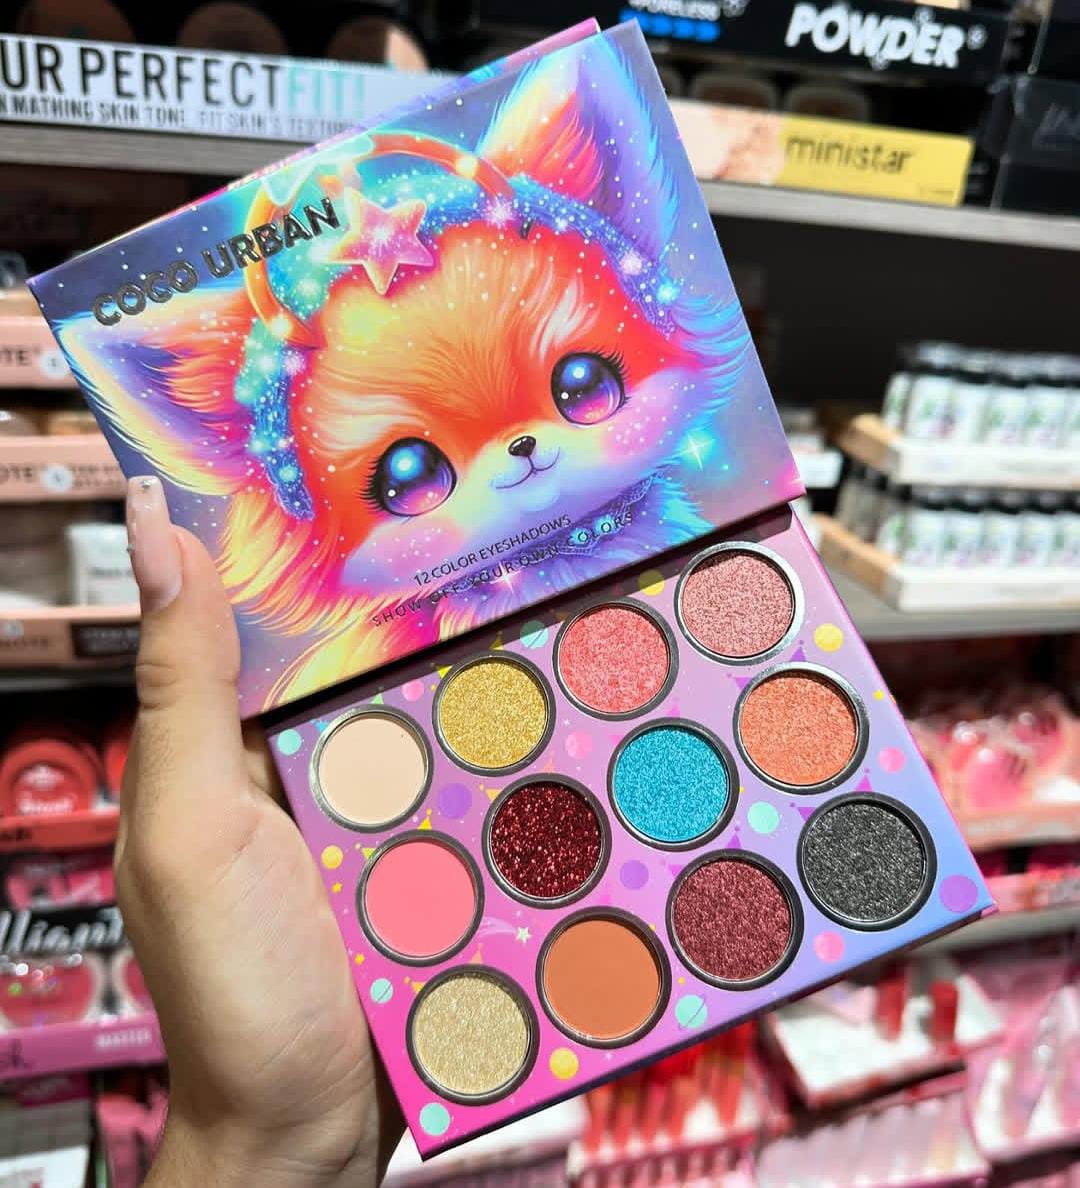 UR PERFECT FIT!
N MATHING SKIN TONE, FIT SKIN'S TEXTURE
POWDER
ministar
COCO URBAN
12 COLOR EYESHADOWS
SHOW OFF YOUR OWN COLORS